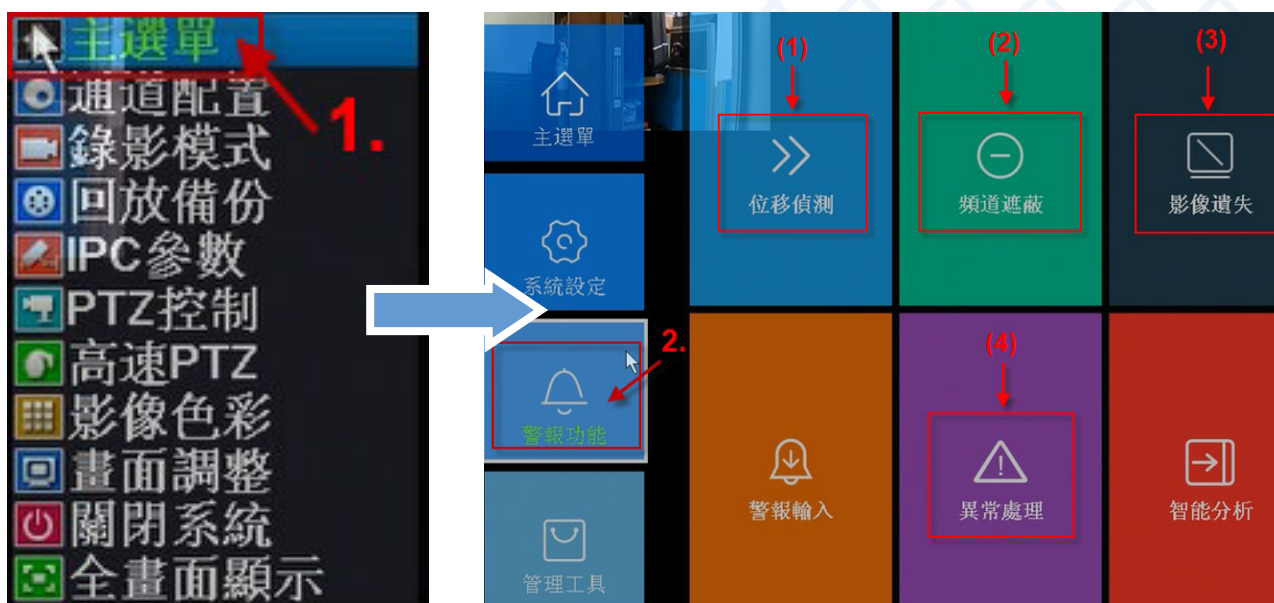 主選單
1.
通道配置
錄影模式
回放備份
IPC參數
PTZ控制
高速PTZ
影像色彩
畫面調整
關閉系統
全畫面顯示
主選單
系統設定
2.
警報功能
管理工具
(1)
位移偵測
(2)
頻道遮蔽
(3)
影像遺失
警報輸入
(4)
異常處理
智能分析